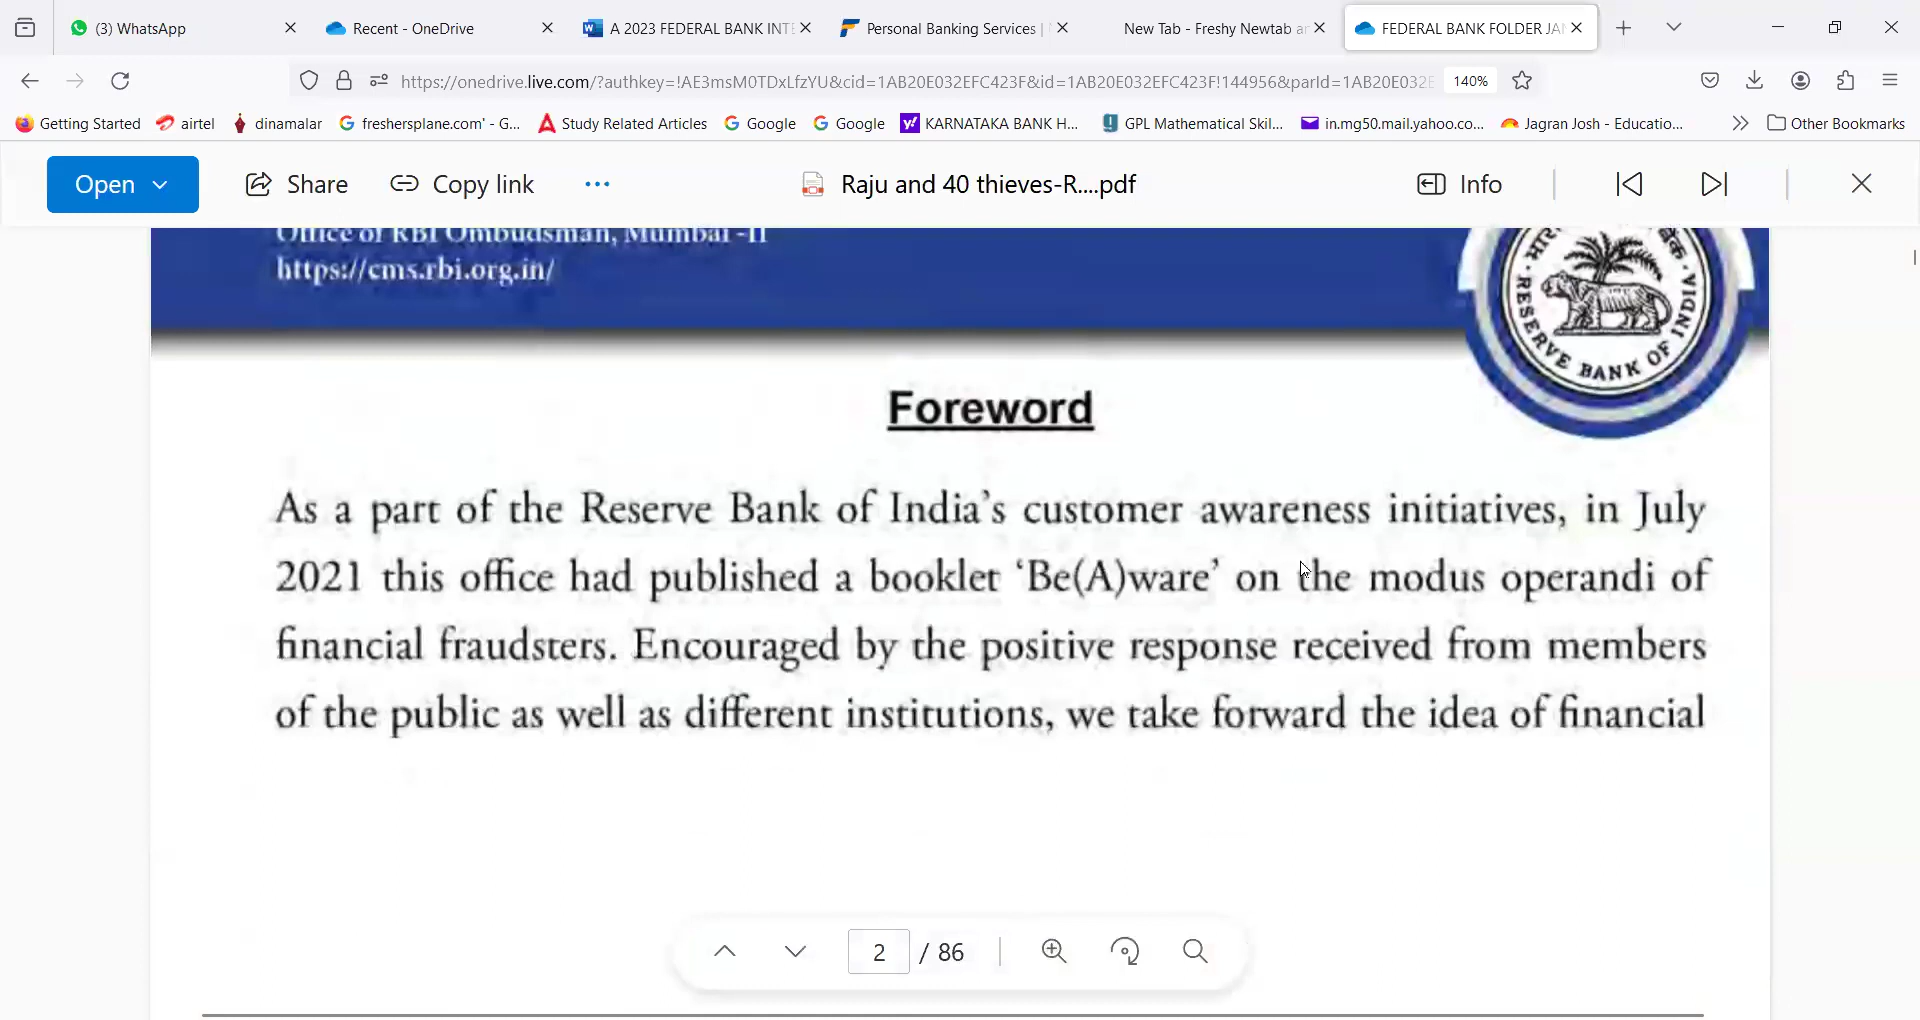 (3) WhatsApp
Recent - OneDrive
A 2023 FEDERAL BANK INTE
Personal Banking Services |
New Tab - Freshy Newtab an
FEDERAL BANK FOLDER JAN
https://onedrive.live.com/?authkey=!AE3msM0TDxLfzYU&cid=1AB20E032EFC423F&id=1AB20E032EFC423F!144956&parId=1AB20E032E
140%
Getting Started
airtel
dinamalar
freshersplane.com' - G...
Study Related Articles
Google
Google
KARNATAKA BANK H...
GPL Mathematical Skil...
in.mg50.mail.yahoo.co...
Jagran Josh - Educatio...
Other Bookmarks
Open
Share
Copy link
Raju and 40 thieves-R....pdf
Info
Office of RBI Ombudsman, Mumbai -II
https://cms.rbi.org.in/
RESERVE BANK OF INDIA
Foreword
As a part of the Reserve Bank of India’s customer awareness initiatives, in July
2021 this office had published a booklet ‘Be(A)ware’ on the modus operandi of
financial fraudsters. Encouraged by the positive response received from members
of the public as well as different institutions, we take forward the idea of financial
2 / 86